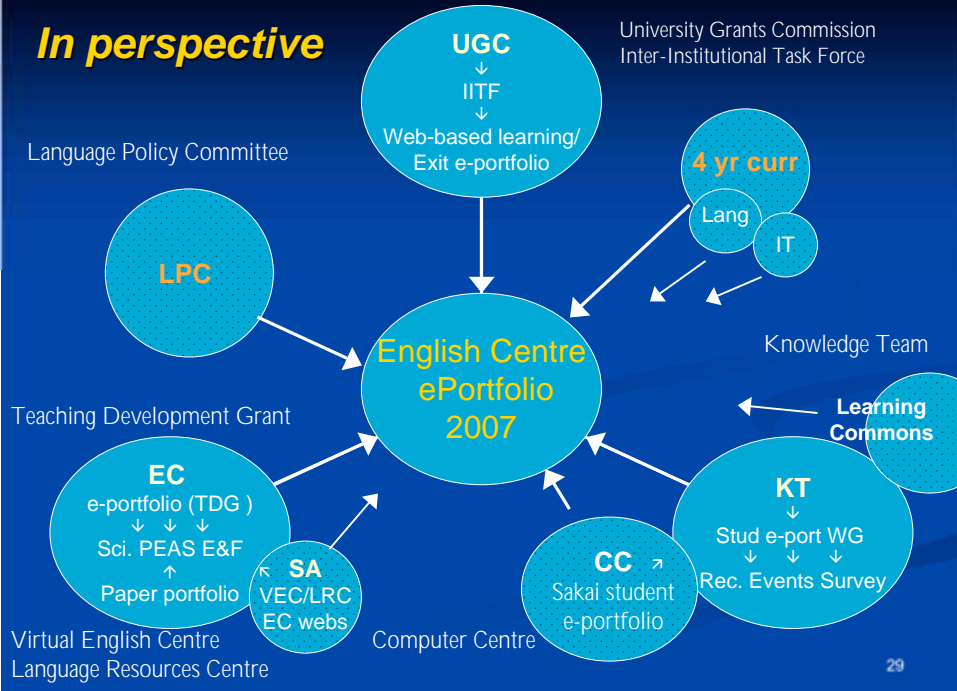 In perspective
UGC
↓
IITF
↓
Web-based learning/
Exit e-portfolio
University Grants Commission
Inter-Institutional Task Force
Language Policy Committee
LPC
4 yr curr
Lang
IT
English Centre
ePortfolio
2007
Knowledge Team
Learning
Commons
Teaching Development Grant
EC
e-portfolio (TDG )
↓ ↓ ↓
Sci. PEAS E&F
↑
Paper portfolio
↖ SA
VEC/LRC
EC webs
CC ↗
Sakai student
e-portfolio
KT
↓
Stud e-port WG
↓ ↓ ↓
Rec. Events Survey
Virtual English Centre
Language Resources Centre
Computer Centre
29